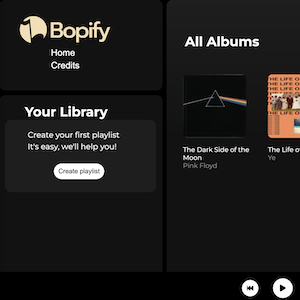 Bopify
Home
Credits
Your Library
Create your first playlist
It's easy, we'll help you!
Create playlist
All Albums
The Dark Side of the
Moon
Pink Floyd
The Life o
Ye
THE LIFE OF
THE LIFE OF